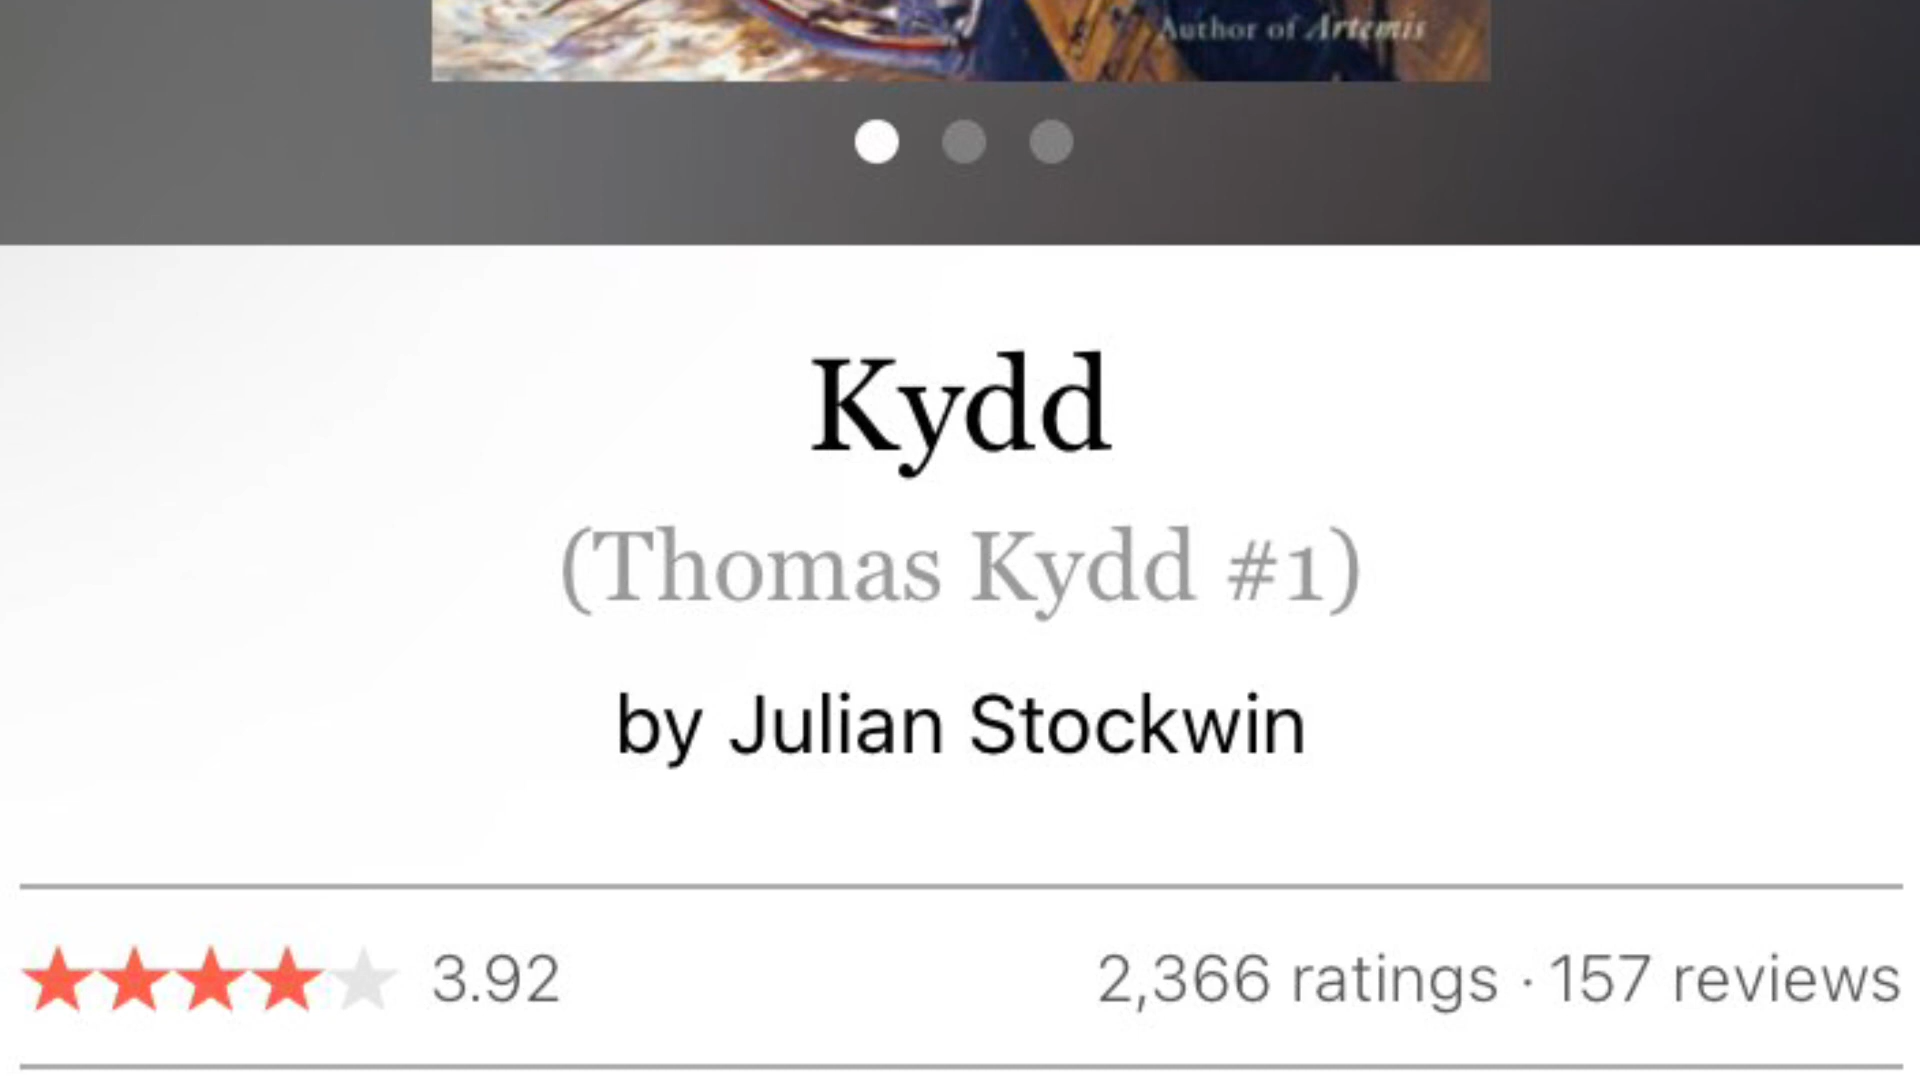 Author of Artemis
Kydd
(Thomas Kydd #1)
by Julian Stockwin
3.92
2,366 ratings · 157 reviews